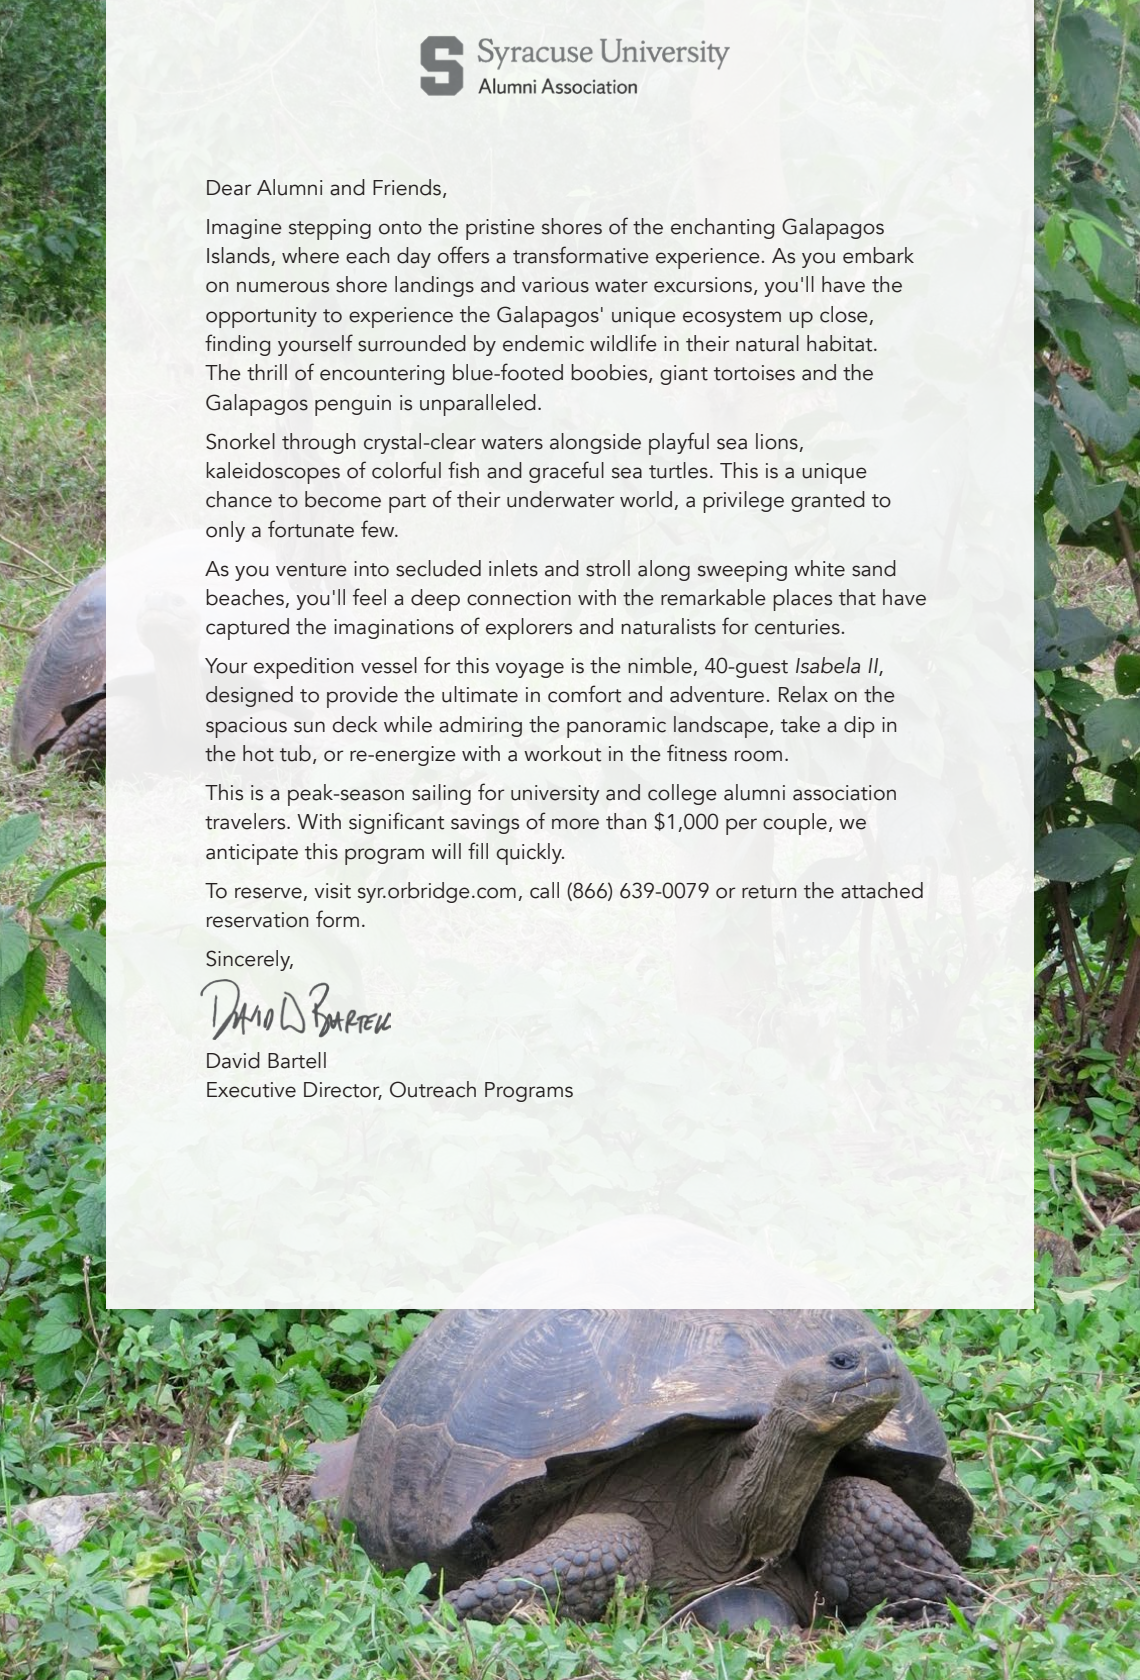 S Syracuse University
Alumni Association
Dear Alumni and Friends,
Imagine stepping onto the pristine shores of the enchanting Galapagos
Islands, where each day offers a transformative experience. As you embark
on numerous shore landings and various water excursions, you'll have the
opportunity to experience the Galapagos' unique ecosystem up close,
finding yourself surrounded by endemic wildlife in their natural habitat.
The thrill of encountering blue-footed boobies, giant tortoises and the
Galapagos penguin is unparalleled.
Snorkel through crystal-clear waters alongside playful sea lions,
kaleidoscopes of colorful fish and graceful sea turtles. This is a unique
chance to become part of their underwater world, a privilege granted to
only a fortunate few.
As you venture into secluded inlets and stroll along sweeping white sand
beaches, you'll feel a deep connection with the remarkable places that have
captured the imaginations of explorers and naturalists for centuries.
Your expedition vessel for this voyage is the nimble, 40-guest Isabela II,
designed to provide the ultimate in comfort and adventure. Relax on the
spacious sun deck while admiring the panoramic landscape, take a dip in
the hot tub, or re-energize with a workout in the fitness room.
This is a peak-season sailing for university and college alumni association
travelers. With significant savings of more than $1,000 per couple, we
anticipate this program will fill quickly.
To reserve, visit syr.orbridge.com, call (866) 639-0079 or return the attached
reservation form.
Sincerely,
David D Bartell
David Bartell
Executive Director, Outreach Programs